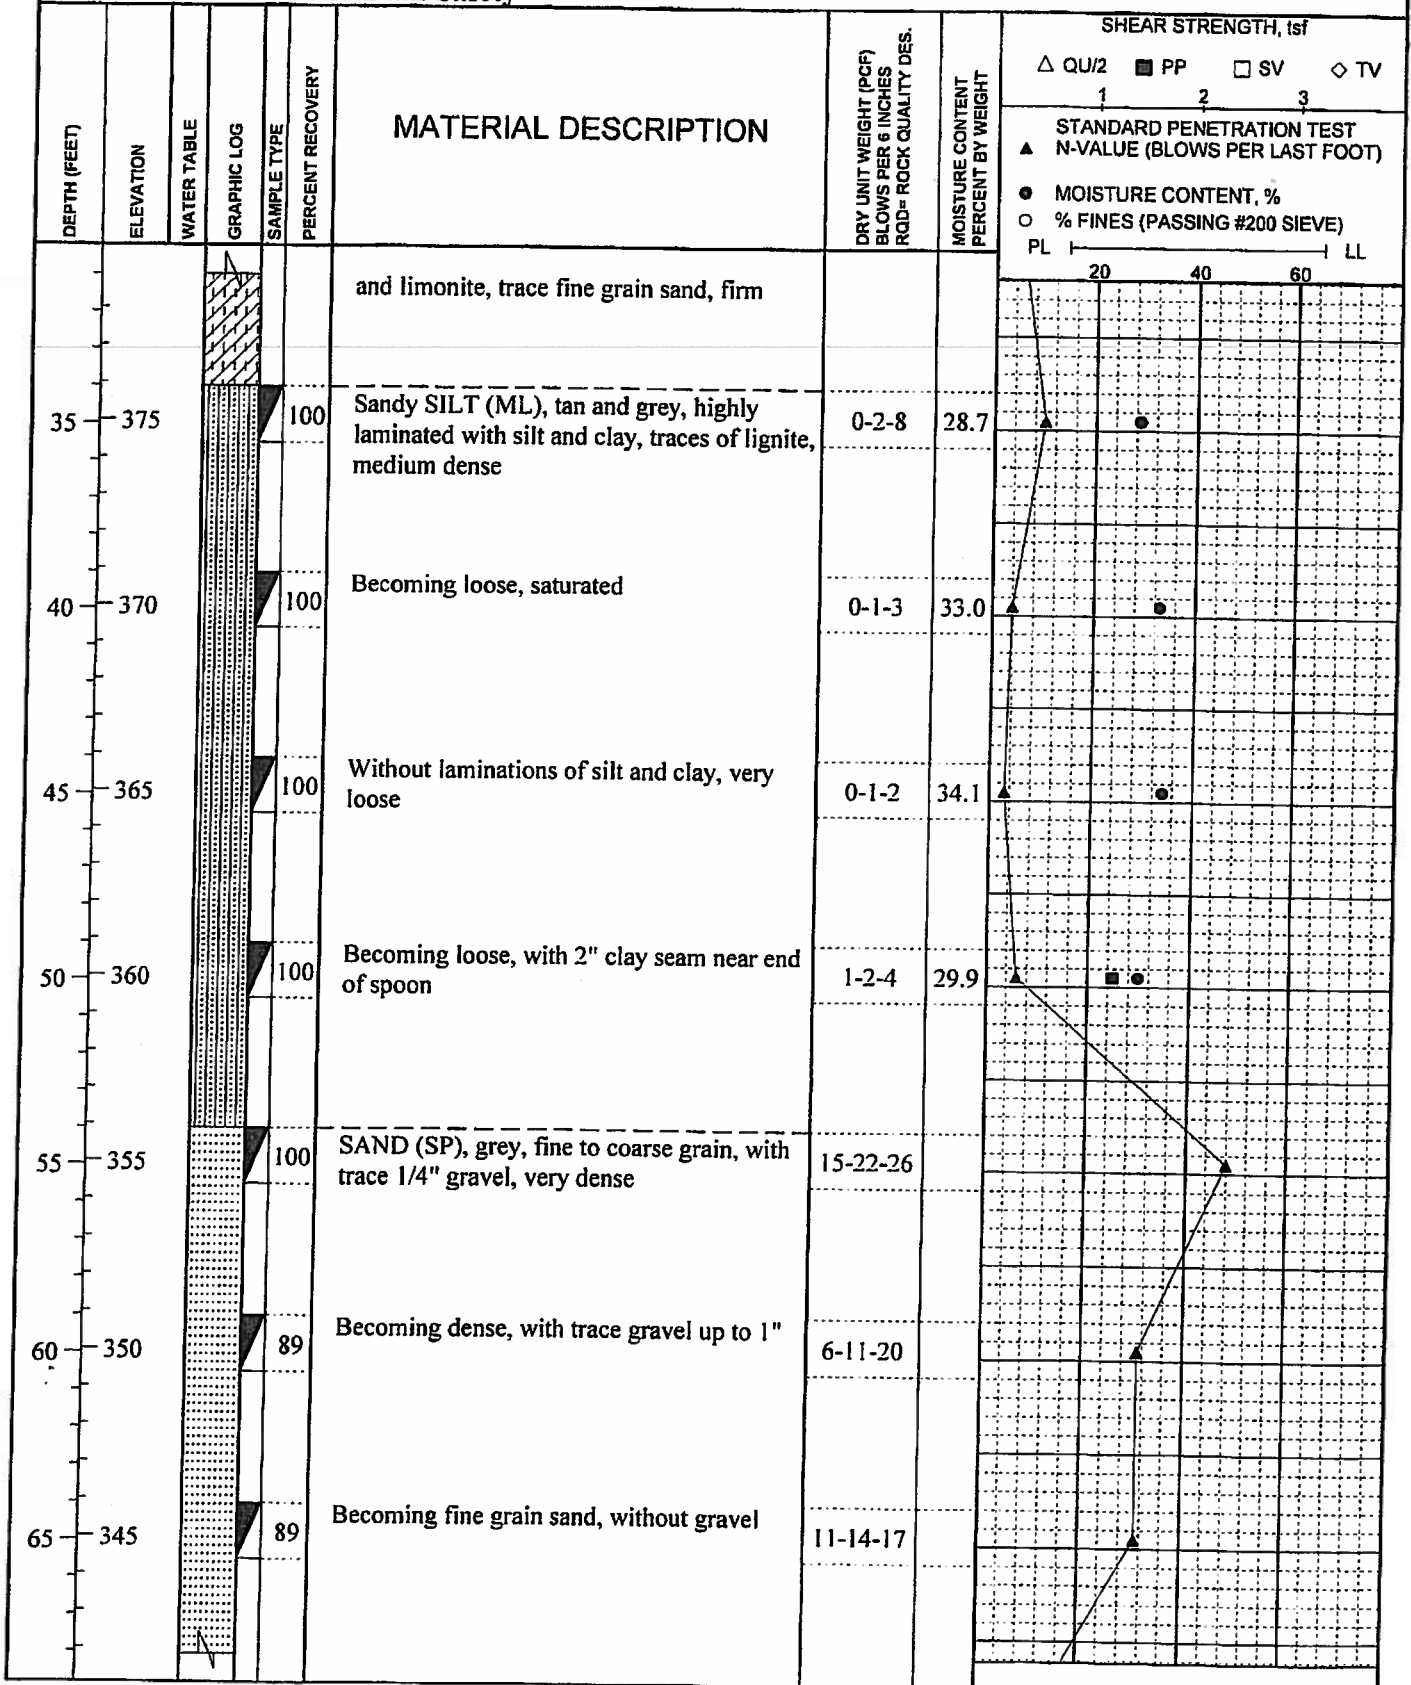 SHEAR STRENGTH, tsf
△ QU/2 ■ PP □ SV ◇ TV
1 2 3
STANDARD PENETRATION TEST
▲ N-VALUE (BLOWS PER LAST FOOT)
● MOISTURE CONTENT, %
○ % FINES (PASSING #200 SIEVE)
PL LL
20 40 60
DEPTH (FEET)
ELEVATION
WATER TABLE
GRAPHIC LOG
SAMPLE TYPE
PERCENT RECOVERY
MATERIAL DESCRIPTION
DRY UNIT WEIGHT (PCF)
BLOWS PER 6 INCHES
RQD= ROCK QUALITY DES.
MOISTURE CONTENT
PERCENT BY WEIGHT
and limonite, trace fine grain sand, firm
35 375 100 Sandy SILT (ML), tan and grey, highly 0-2-8 28.7
laminated with silt and clay, traces of lignite,
medium dense
40 370 100 Becoming loose, saturated 0-1-3 33.0
45 365 100 Without laminations of silt and clay, very 0-1-2 34.1
loose
50 360 100 Becoming loose, with 2" clay seam near end 1-2-4 29.9
of spoon
55 355 100 SAND (SP), grey, fine to coarse grain, with 15-22-26
trace 1/4" gravel, very dense
60 350 89 Becoming dense, with trace gravel up to 1" 6-11-20
65 345 89 Becoming fine grain sand, without gravel 11-14-17